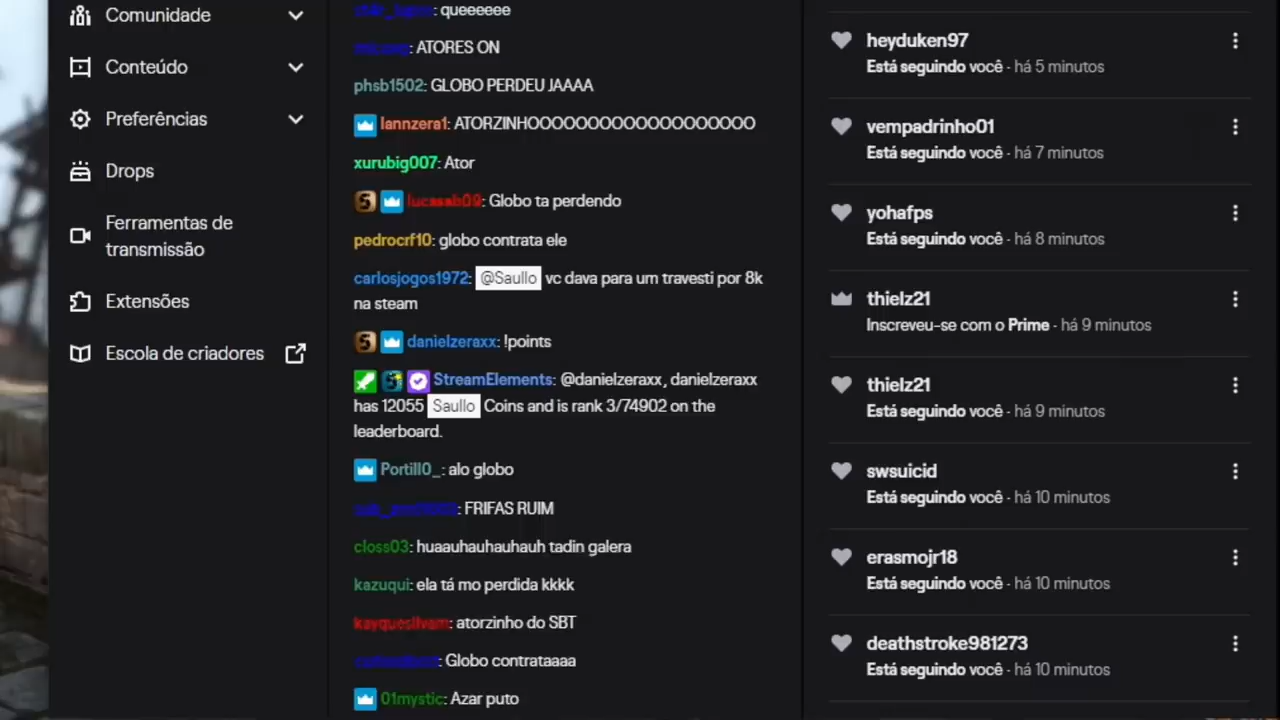 Comunidade
Conteúdo
Preferências
Drops
Ferramentas de
transmissão
Extensões
Escola de criadores
: queeeeee
: ATORES ON
phsb1502: GLOBO PERDEU JAAAA
lannzera1: ATORZINHOOOOOOOOOOOOOOOOOOO
xurubig007: Ator
lucasab09: Globo ta perdendo
pedrocrf10: globo contrata ele
carlosjogos1972: @Saullo vc dava para um travesti por 8k
na steam
danielzeraxx: !points
StreamElements: @danielzeraxx, danielzeraxx
has 12055 Saullo Coins and is rank 3/74902 on the
leaderboard.
Portill0_: alo globo
: FRIFAS RUIM
closs03: huaauhauhauhauh tadin galera
kazuqui: ela tá mo perdida kkkk
kayquesilvam: atorzinho do SBT
: Globo contrataaaa
01mystic: Azar puto
heyduken97
Está seguindo você · há 5 minutos
vempadrinho01
Está seguindo você · há 7 minutos
yohafps
Está seguindo você · há 8 minutos
thielz21
Inscreveu-se com o Prime · há 9 minutos
thielz21
Está seguindo você · há 9 minutos
swsuicid
Está seguindo você · há 10 minutos
erasmojr18
Está seguindo você · há 10 minutos
deathstroke981273
Está seguindo você · há 10 minutos